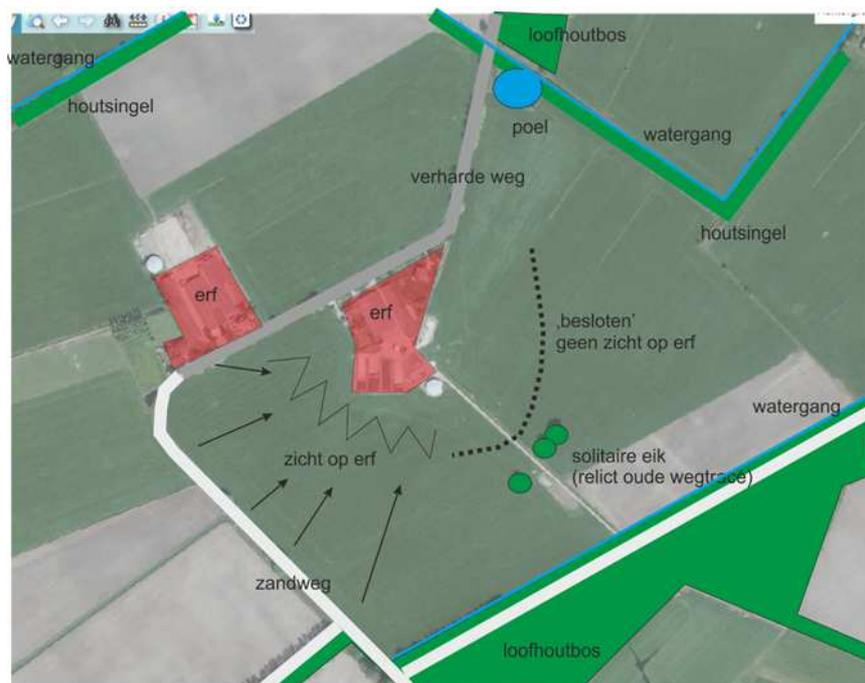 loofhoutbos
watergang
houtsingel
poel
watergang
verharde weg
houtsingel
erf
erf
‚besloten’
geen zicht op erf
watergang
zicht op erf
solitaire eik
(relict oude wegtracé)
zandweg
loofhoutbos